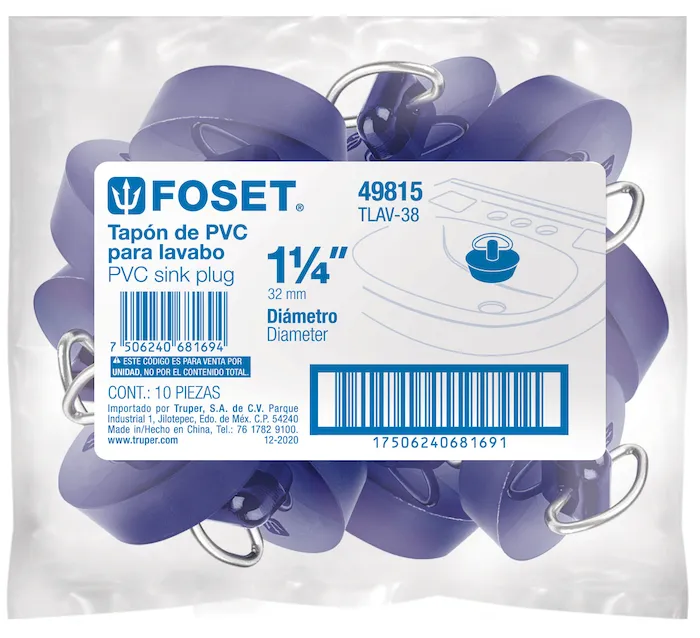 FOSET®
Tapón de PVC
para lavabo
PVC sink plug
49815
TLAV-38
1¼"
32 mm
Diámetro
Diameter
7 506240 681694
ESTE CÓDIGO ES PARA VENTA POR
UNIDAD, NO POR EL CONTENIDO TOTAL.
CONT.: 10 PIEZAS
Importado por Truper, S.A. de C.V. Parque
Industrial 1, Jilotepec, Edo. de Méx. C.P. 54240
Made in/Hecho en China, Tel.: 76 1782 9100.
www.truper.com 12-2020
17506240681691